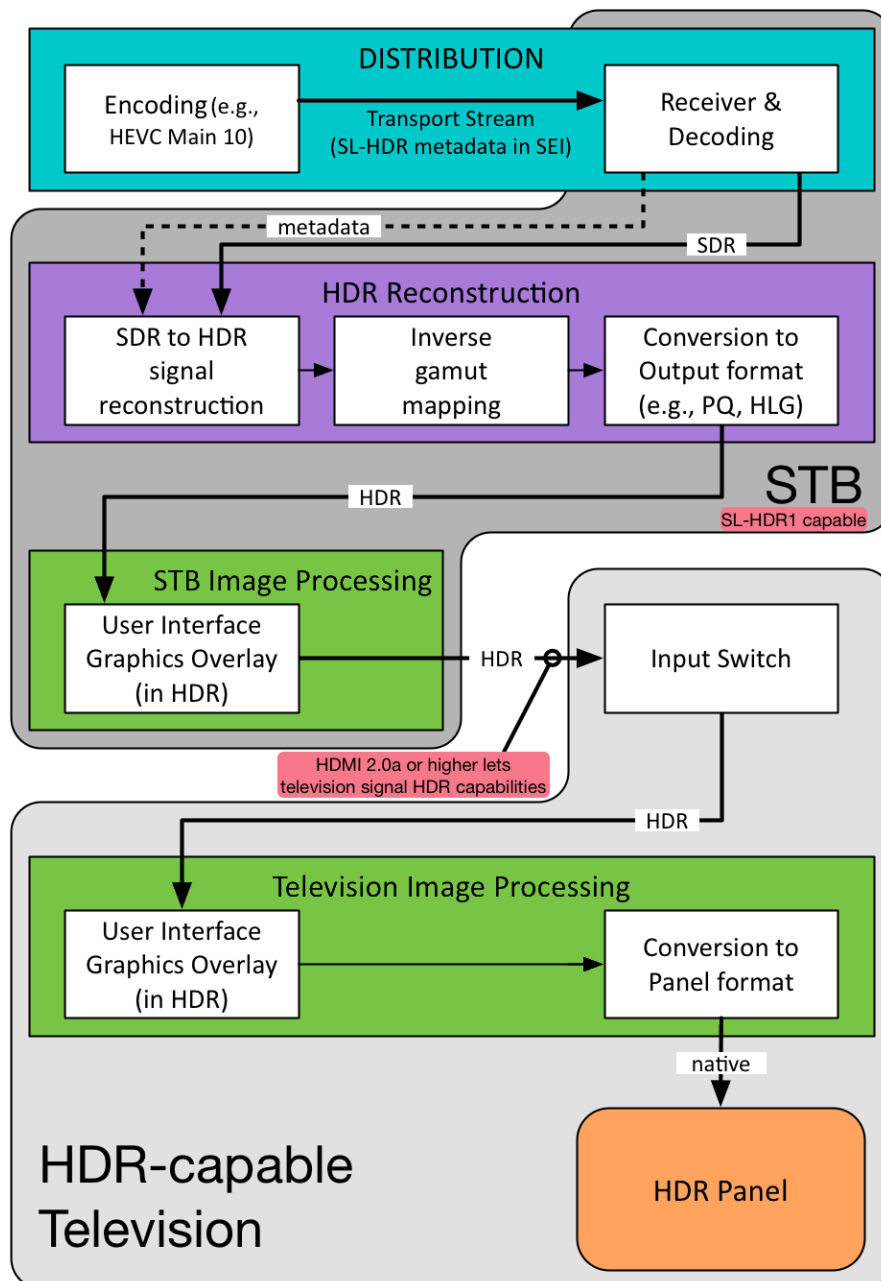 DISTRIBUTION
Encoding (e.g.,
HEVC Main 10)
Transport Stream
(SL-HDR metadata in SEI)
Receiver &
Decoding
metadata
SDR
HDR Reconstruction
SDR to HDR
signal
reconstruction
Inverse
gamut
mapping
Conversion to
Output format
(e.g., PQ, HLG)
HDR
STB
SL-HDR1 capable
STB Image Processing
User Interface
Graphics Overlay
(in HDR)
HDR
Input Switch
HDMI 2.0a or higher lets
television signal HDR capabilities
HDR
Television Image Processing
User Interface
Graphics Overlay
(in HDR)
Conversion to
Panel format
native
HDR-capable
Television
HDR Panel